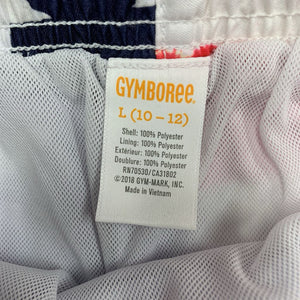 GYMBOREE.
L (10 – 12)
Shell: 100% Polyester
Lining: 100% Polyester
Extérieur: 100% Polyester
Doublure: 100% Polyester
RN70530/CA31802
©2018 GYM-MARK, INC.
Made in Vietnam